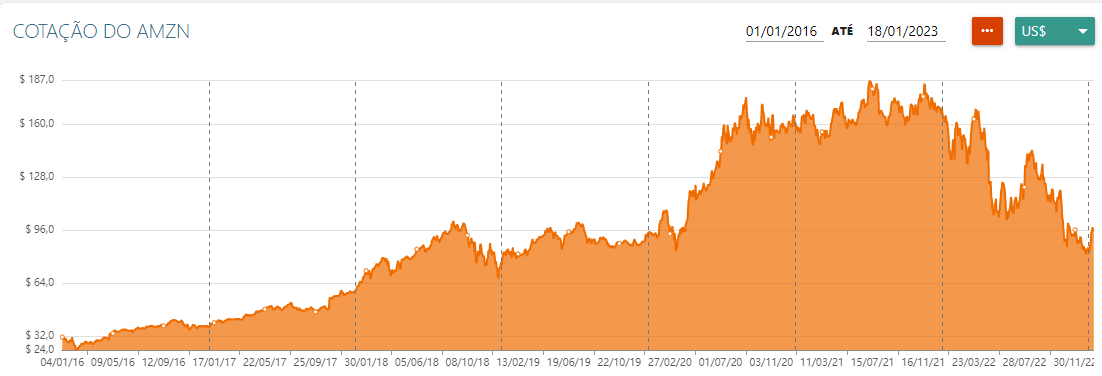 COTAÇÃO DO AMZN
01/01/2016 ATÉ 18/01/2023 ... US$
$ 187,0
$ 160,0
$ 128,0
$ 96,0
$ 64,0
$ 32,0
$ 24,0
04/01/16 09/05/16 12/09/16 17/01/17 22/05/17 25/09/17 30/01/18 05/06/18 08/10/18 13/02/19 19/06/19 22/10/19 27/02/20 01/07/20 03/11/20 11/03/21 15/07/21 16/11/21 23/03/22 28/07/22 30/11/22